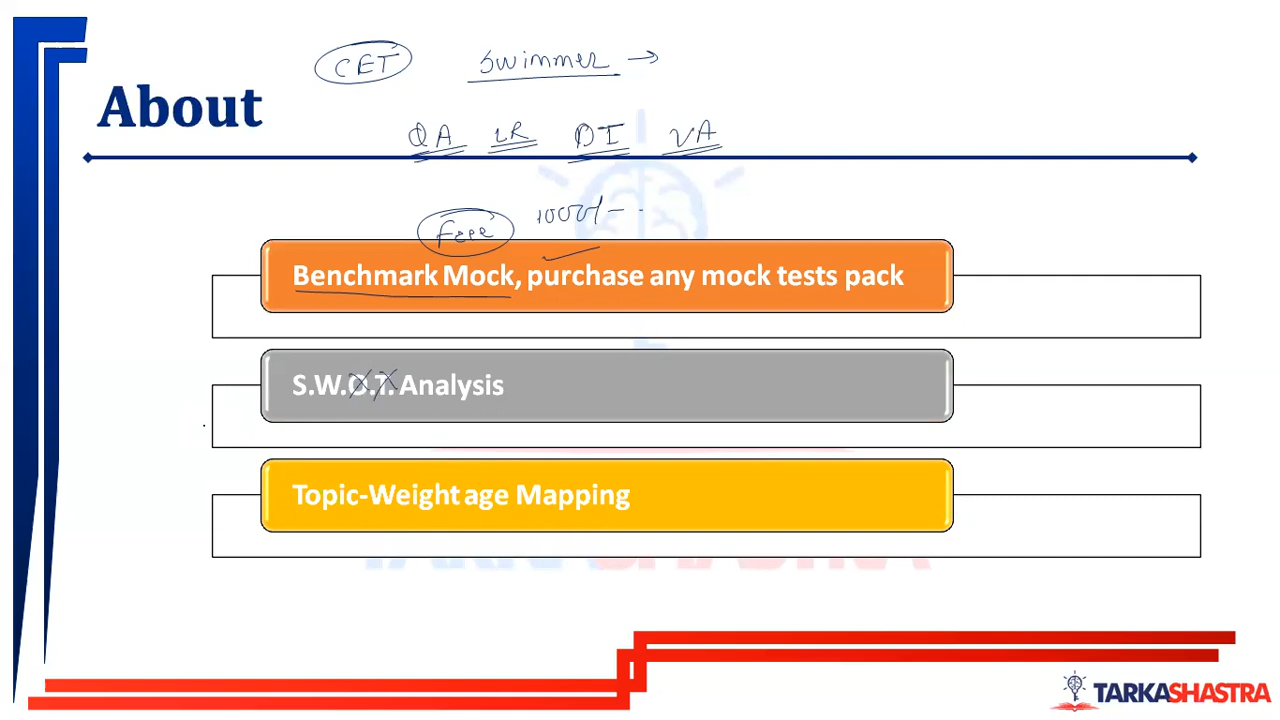 CET swimmer →
About
QA LR DI VA
Free 1000/-
Benchmark Mock, purchase any mock tests pack
S.W.O.T. Analysis
Topic-Weight age Mapping
TARKASHASTRA